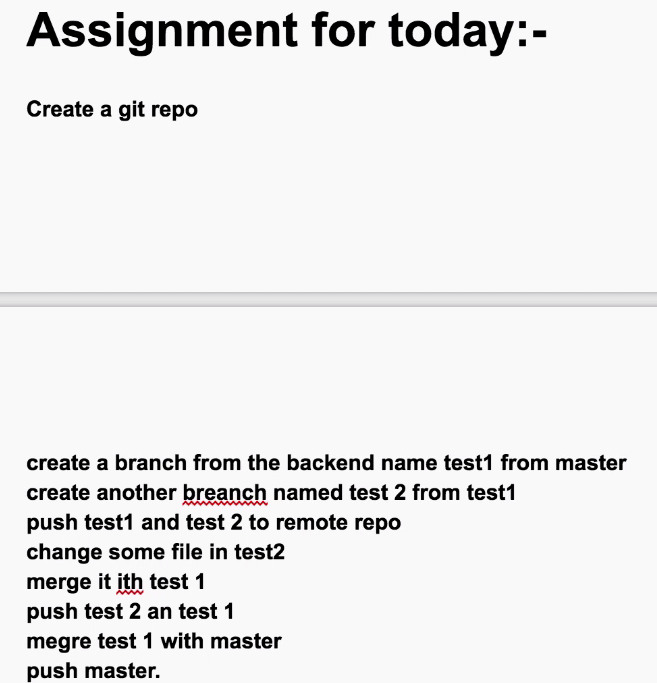 Assignment for today:-
Create a git repo
create a branch from the backend name test1 from master
create another breanch named test 2 from test1
push test1 and test 2 to remote repo
change some file in test2
merge it ith test 1
push test 2 an test 1
megre test 1 with master
push master.